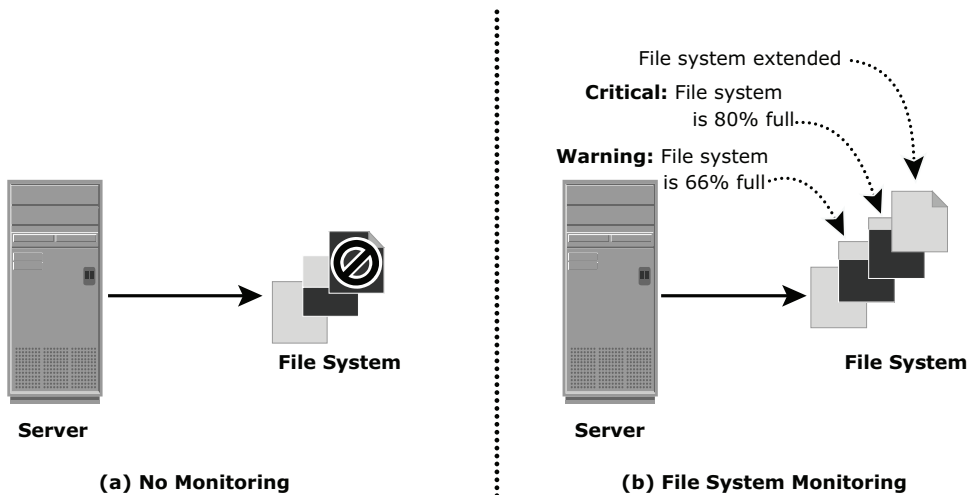 File system extended
Critical: File system
is 80% full
Warning: File system
is 66% full
File System
Server
(a) No Monitoring
File System
Server
(b) File System Monitoring